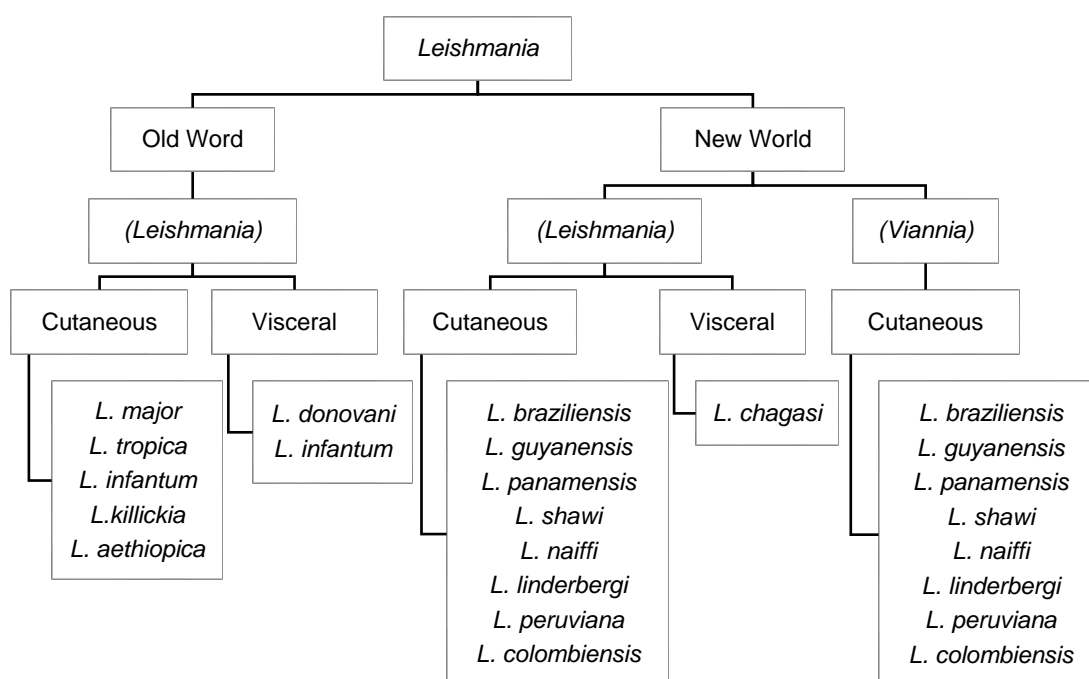 Leishmania
Old Word
New World
(Leishmania)
(Leishmania)
(Viannia)
Cutaneous
Visceral
Cutaneous
Visceral
Cutaneous
L. major
L. tropica
L. infantum
L.killickia
L. aethiopica
L. donovani
L. infantum
L. braziliensis
L. guyanensis
L. panamensis
L. shawi
L. naiffi
L. linderbergi
L. peruviana
L. colombiensis
L. chagasi
L. braziliensis
L. guyanensis
L. panamensis
L. shawi
L. naiffi
L. linderbergi
L. peruviana
L. colombiensis